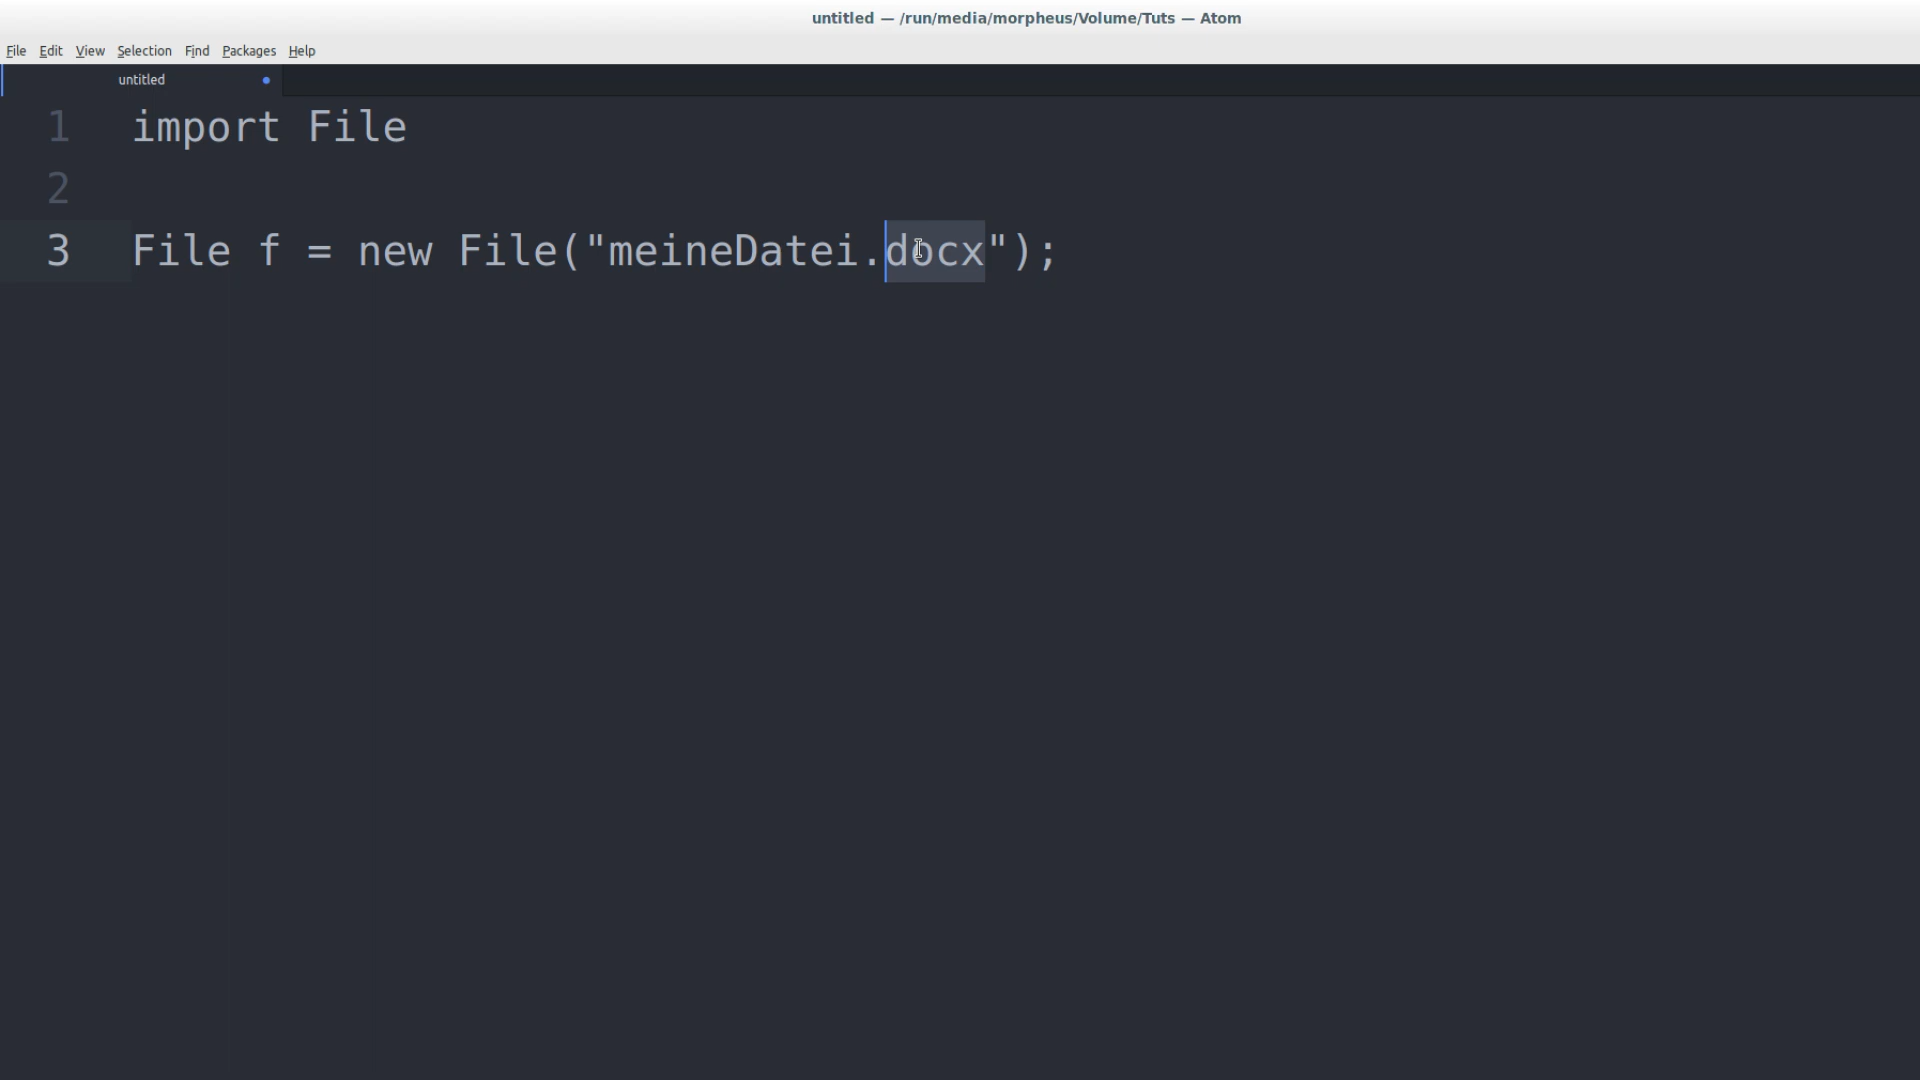 untitled — /run/media/morpheus/Volume/Tuts — Atom
File Edit View Selection Find Packages Help
untitled
1 import File
2
3 File f = new File("meineDatei.docx");